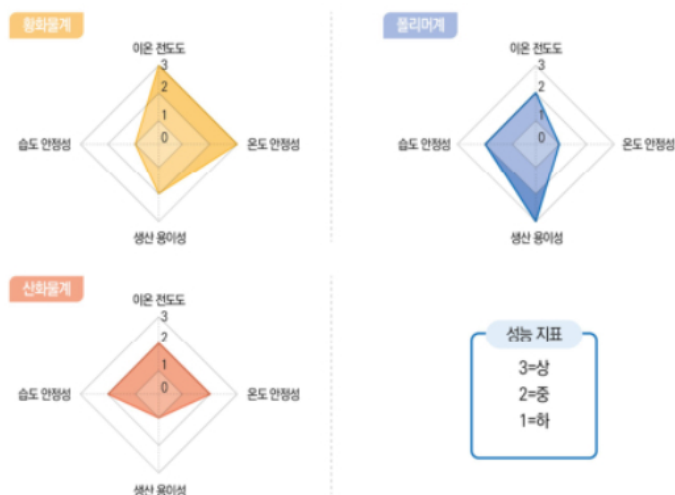 황화물계
이온 전도도
3
2
1
0
습도 안정성
온도 안정성
생산 용이성
폴리머계
이온 전도도
3
2
1
0
습도 안정성
온도 안정성
생산 용이성
산화물계
이온 전도도
3
2
1
0
습도 안정성
온도 안정성
생산 용이성
성능 지표
3=상
2=중
1=하